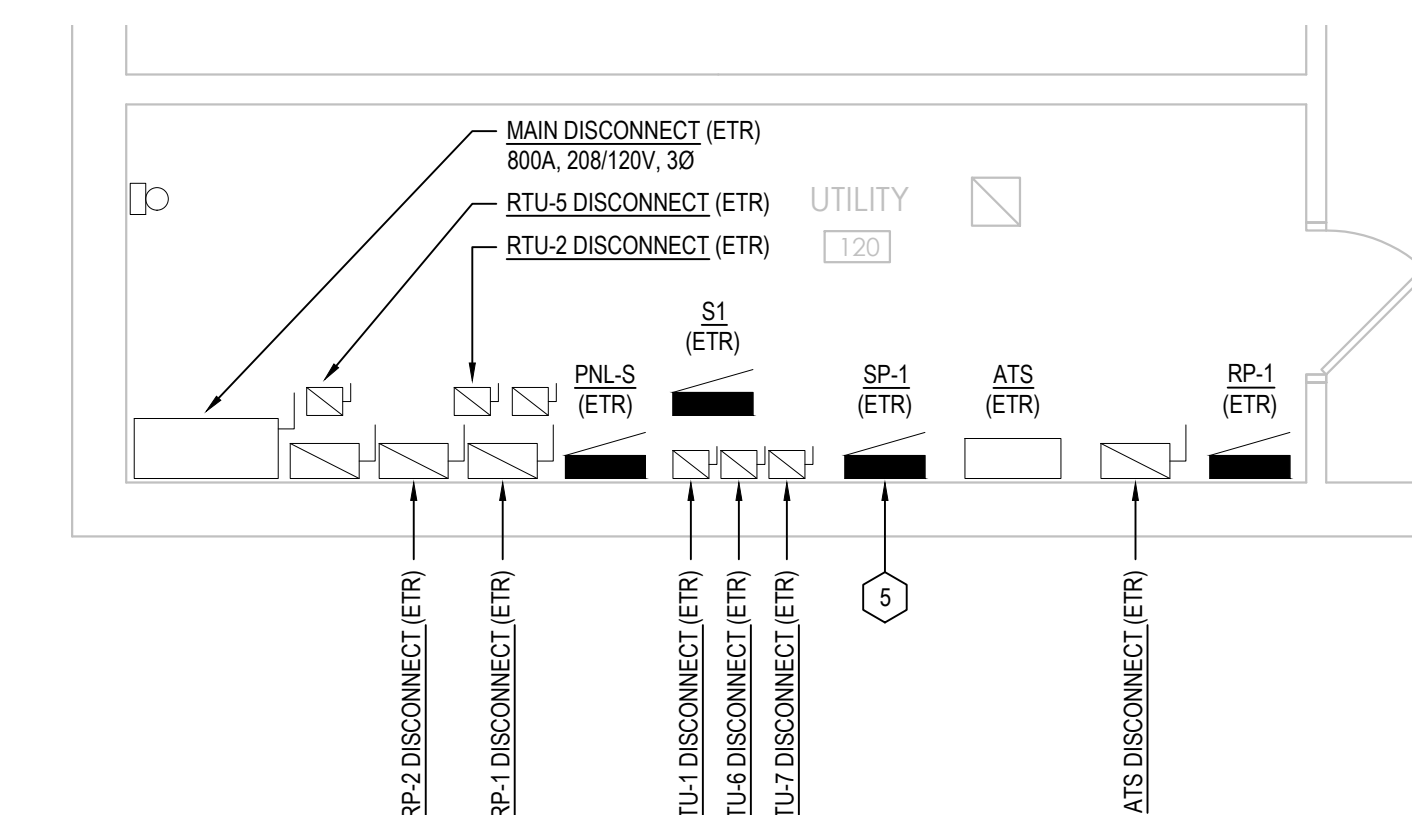 MAIN DISCONNECT (ETR)
800A, 208/120V, 3Ø
RTU-5 DISCONNECT (ETR)
RTU-2 DISCONNECT (ETR)
UTILITY
120
S1
(ETR)
PNL-S
(ETR)
SP-1
(ETR)
ATS
(ETR)
RP-1
(ETR)
5
RP-2 DISCONNECT (ETR)
RP-1 DISCONNECT (ETR)
TU-1 DISCONNECT (ETR)
TU-6 DISCONNECT (ETR)
TU-7 DISCONNECT (ETR)
ATS DISCONNECT (ETR)